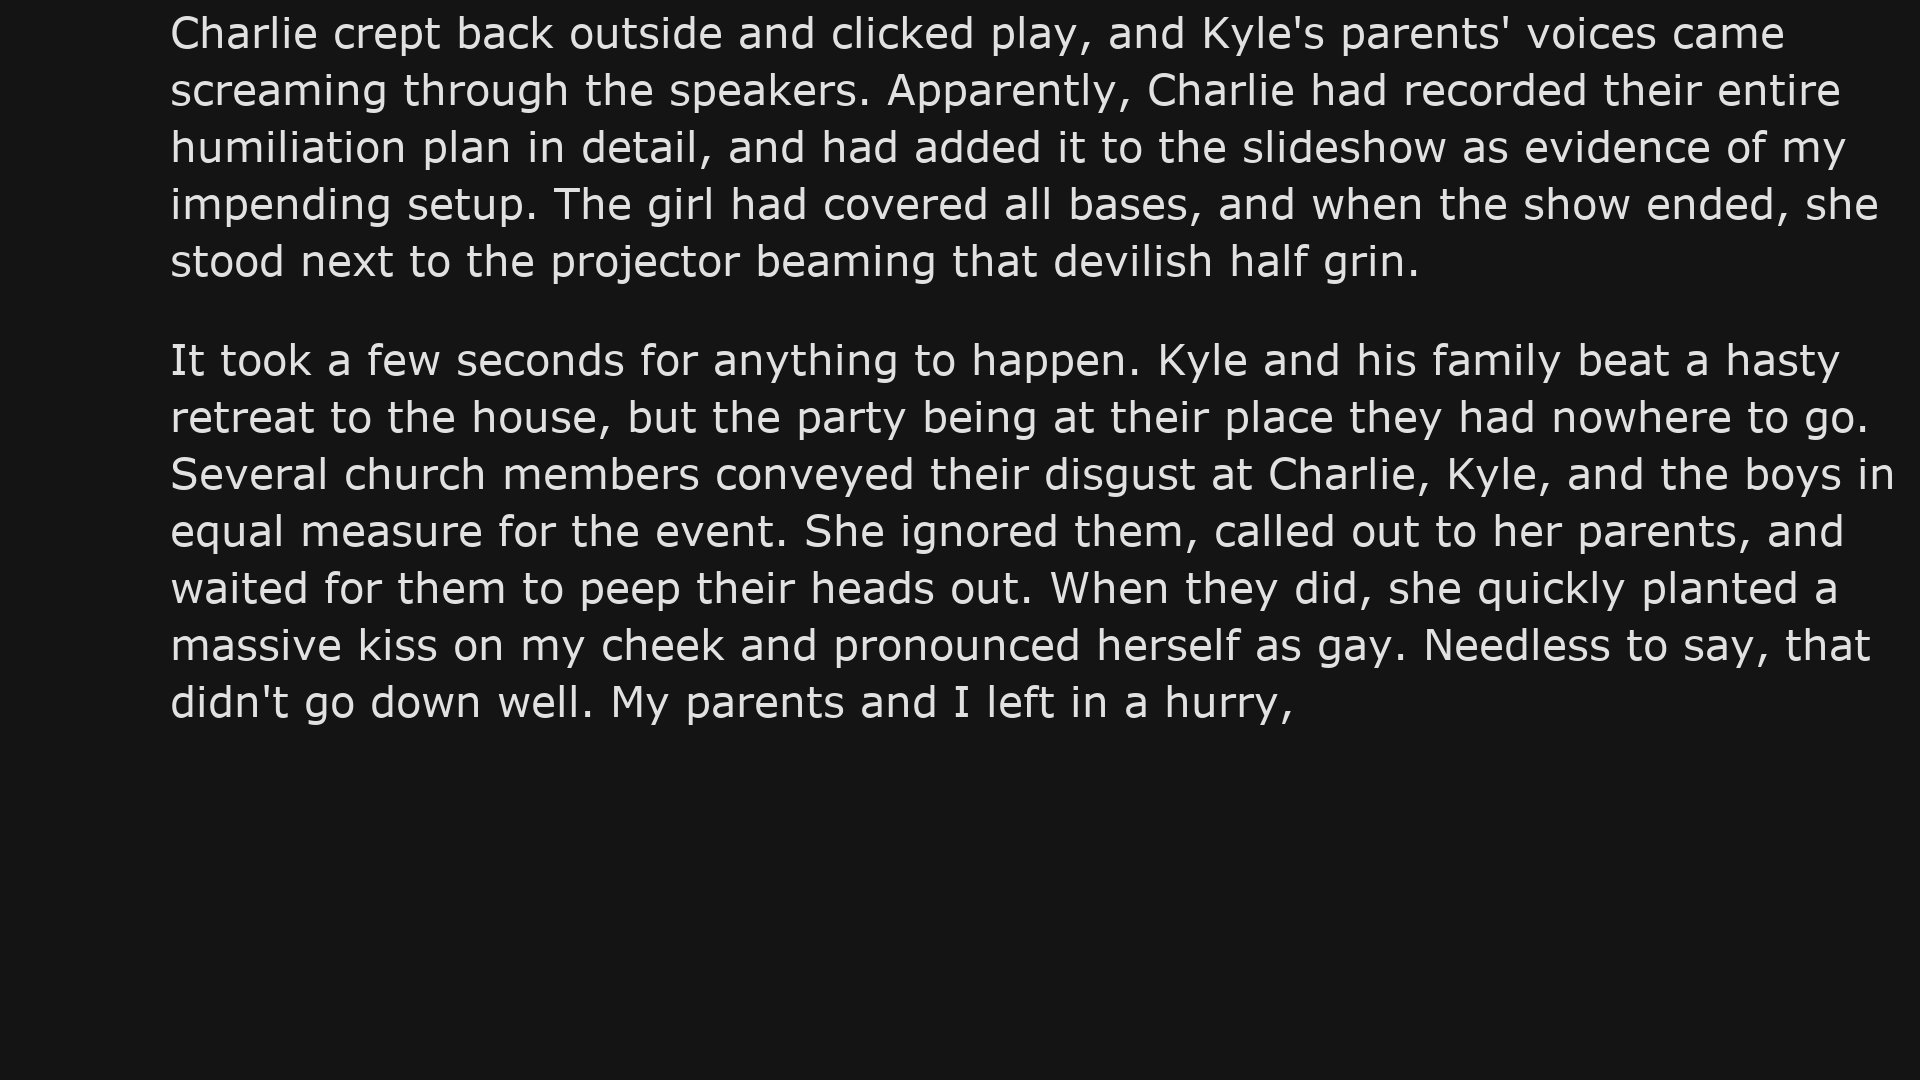 Charlie crept back outside and clicked play, and Kyle's parents' voices came
screaming through the speakers. Apparently, Charlie had recorded their entire
humiliation plan in detail, and had added it to the slideshow as evidence of my
impending setup. The girl had covered all bases, and when the show ended, she
stood next to the projector beaming that devilish half grin.
It took a few seconds for anything to happen. Kyle and his family beat a hasty
retreat to the house, but the party being at their place they had nowhere to go.
Several church members conveyed their disgust at Charlie, Kyle, and the boys in
equal measure for the event. She ignored them, called out to her parents, and
waited for them to peep their heads out. When they did, she quickly planted a
massive kiss on my cheek and pronounced herself as gay. Needless to say, that
didn't go down well. My parents and I left in a hurry,